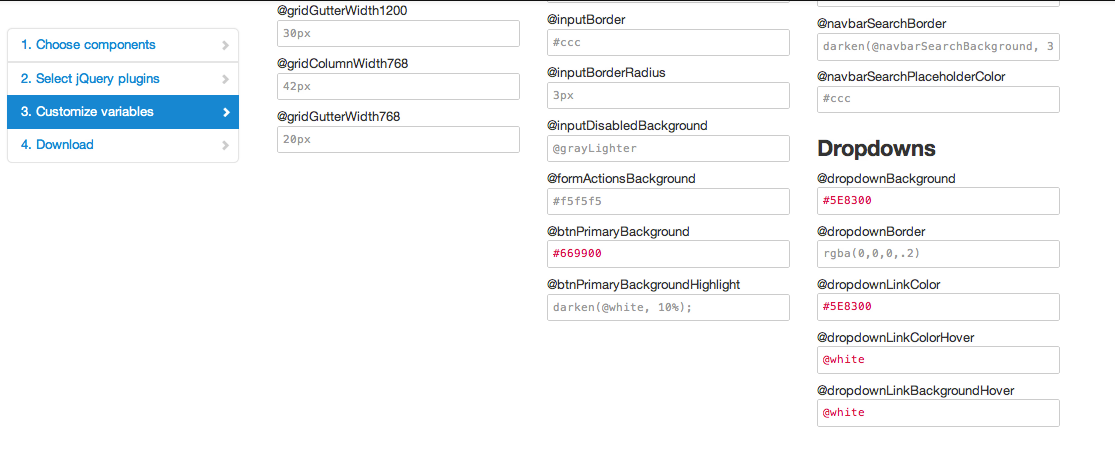 1. Choose components
2. Select jQuery plugins
3. Customize variables
4. Download
@gridGutterWidth1200
30px
@gridColumnWidth768
42px
@gridGutterWidth768
20px
@inputBorder
#ccc
@inputBorderRadius
3px
@inputDisabledBackground
@grayLighter
@formActionsBackground
#f5f5f5
@btnPrimaryBackground
#669900
@btnPrimaryBackgroundHighlight
darken(@white, 10%);
@navbarSearchBorder
darken(@navbarSearchBackground, 3
@navbarSearchPlaceholderColor
#ccc
Dropdowns
@dropdownBackground
#5E8300
@dropdownBorder
rgba(0,0,0,.2)
@dropdownLinkColor
#5E8300
@dropdownLinkColorHover
@white
@dropdownLinkBackgroundHover
@white